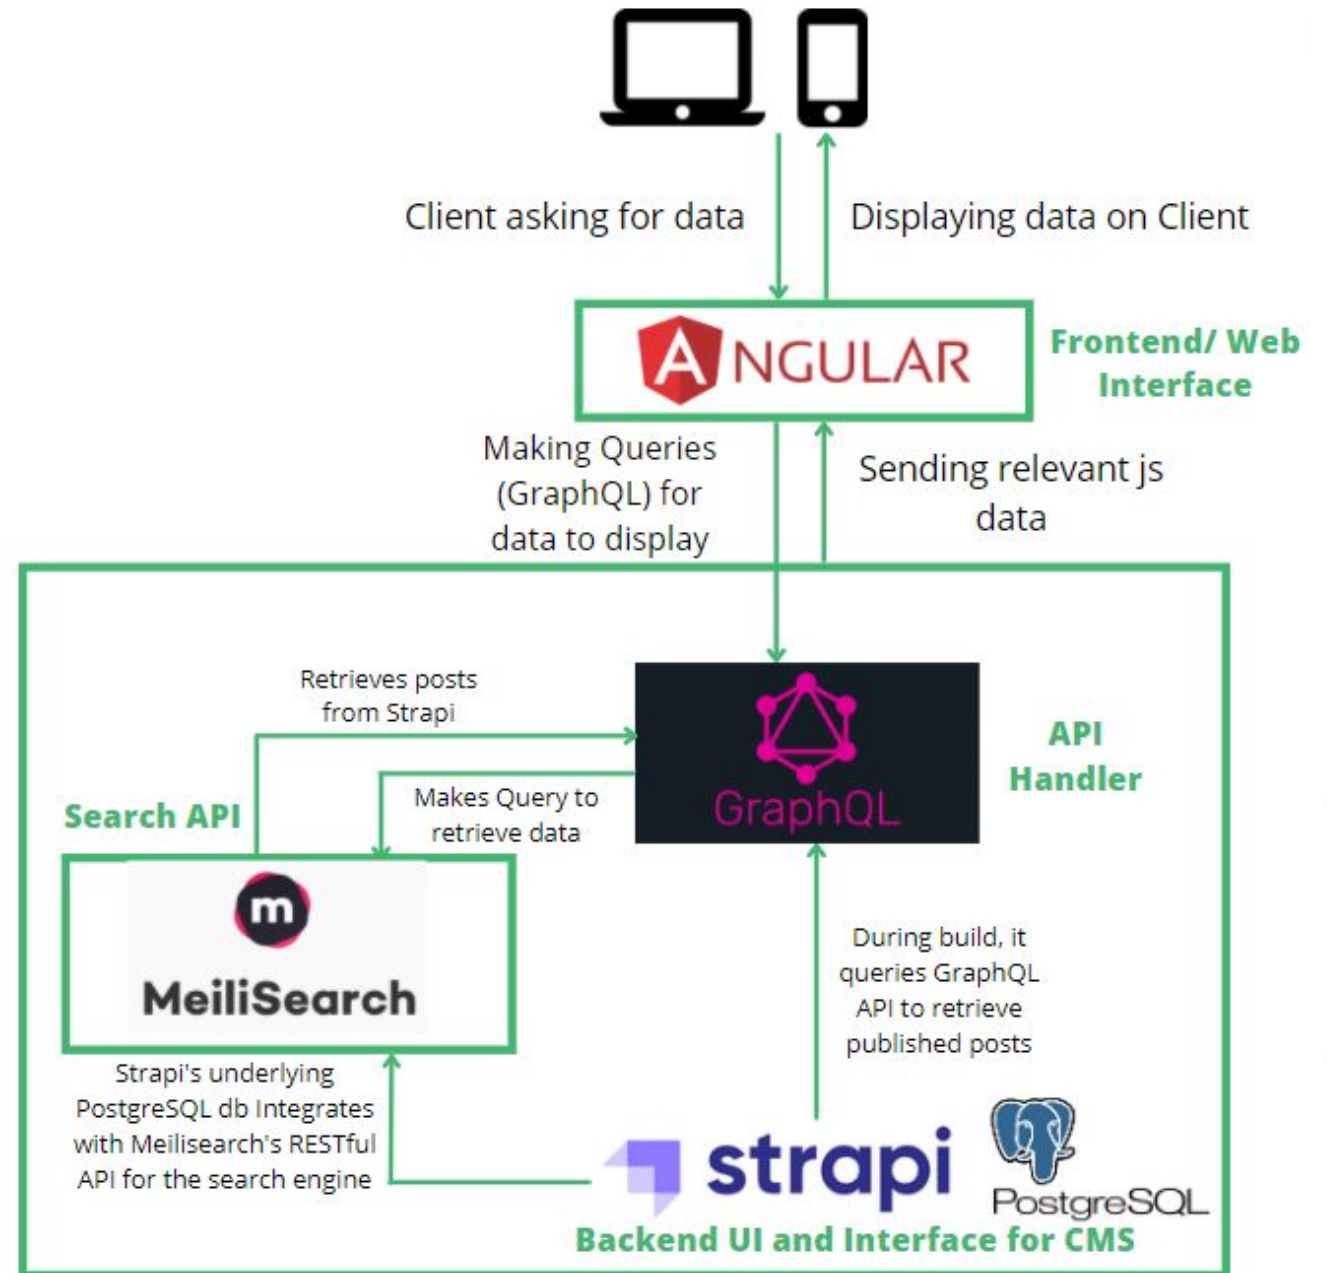 Client asking for data
Displaying data on Client
ANGULAR
Frontend/ Web
Interface
Making Queries
(GraphQL) for
data to display
Sending relevant js
data
Retrieves posts
from Strapi
API
Handler
GraphQL
Makes Query to
retrieve data
Search API
m
MeiliSearch
During build, it
queries GraphQL
API to retrieve
published posts
Strapi's underlying
PostgreSQL db Integrates
with Meilisearch's RESTful
API for the search engine
strapi
PostgreSQL
Backend UI and Interface for CMS